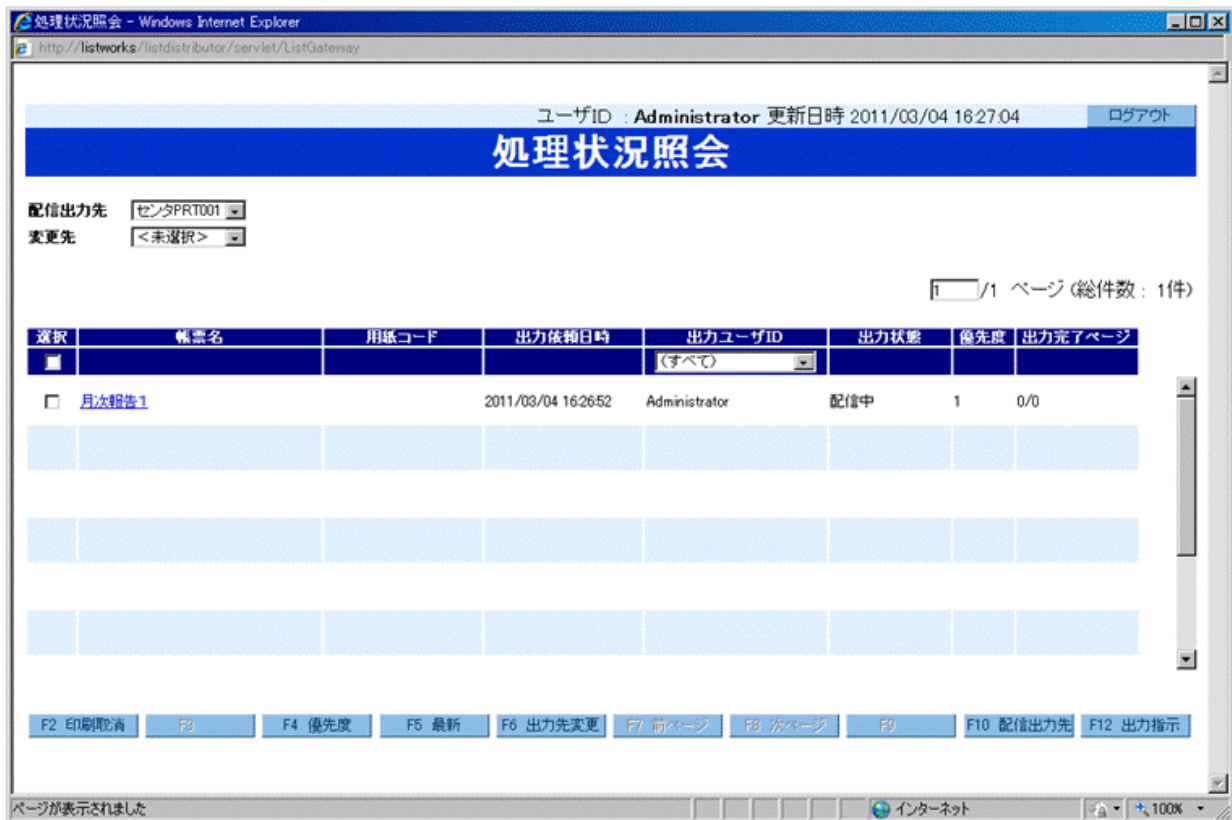 処理状況照会 - Windows Internet Explorer
http://listworks/listdistributor/servlet/ListGateway
ユーザID : Administrator 更新日時 2011/03/04 16:27:04 ログアウト
処理状況照会
配信出力先 センタPRT001
変更先 <未選択>
1 /1 ページ (総件数 : 1件)
選択 帳票名 用紙コード 出力依頼日時 出力ユーザID 出力状態 優先度 出力完了ページ
(すべて)
月次報告1 2011/03/04 16:26:52 Administrator 配信中 1 0/0
F2 印刷取消 F3 F4 優先度 F5 最新 F6 出力先変更 F7 前ページ F8 次ページ F9 F10 配信出力先 F12 出力指示
ページが表示されました インターネット 100%